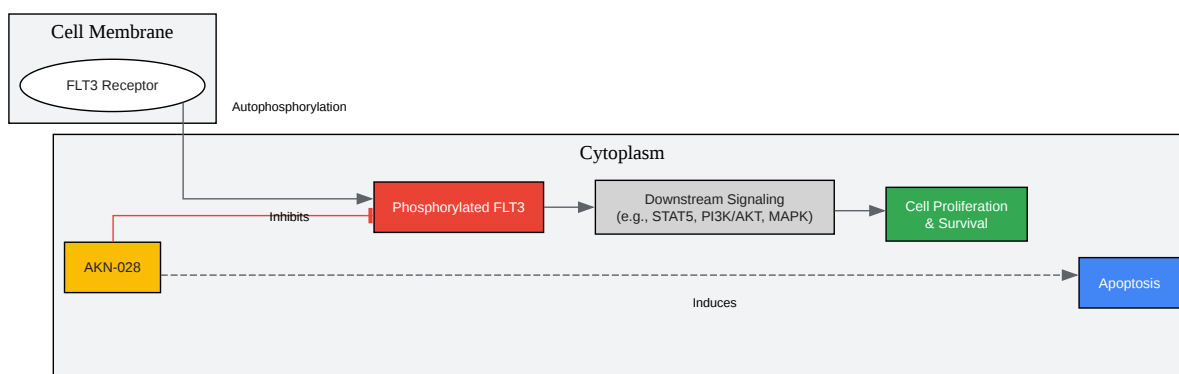 Cell Membrane
FLT3 Receptor
Autophosphorylation
Cytoplasm
Phosphorylated FLT3
Downstream Signaling
(e.g., STAT5, PI3K/AKT, MAPK)
Cell Proliferation
& Survival
Inhibits
AKN-028
Apoptosis
Induces